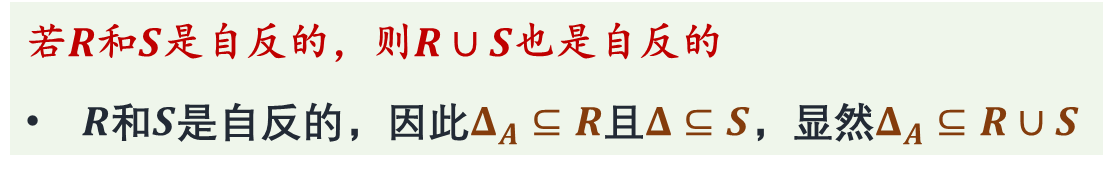 若R和S是自反的，则R ∪ S也是自反的
• R和S是自反的，因此Δ_A ⊆ R且Δ ⊆ S，显然Δ_A ⊆ R ∪ S